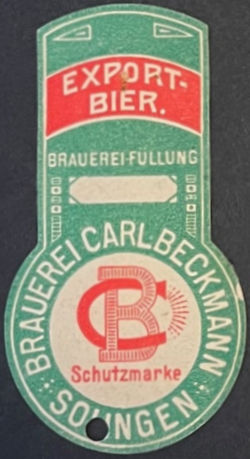 EXPORT-
BIER.
BRAUEREI-FÜLLUNG
BRAUEREI CARL BECKMANN
CB
Schutzmarke
SOLINGEN